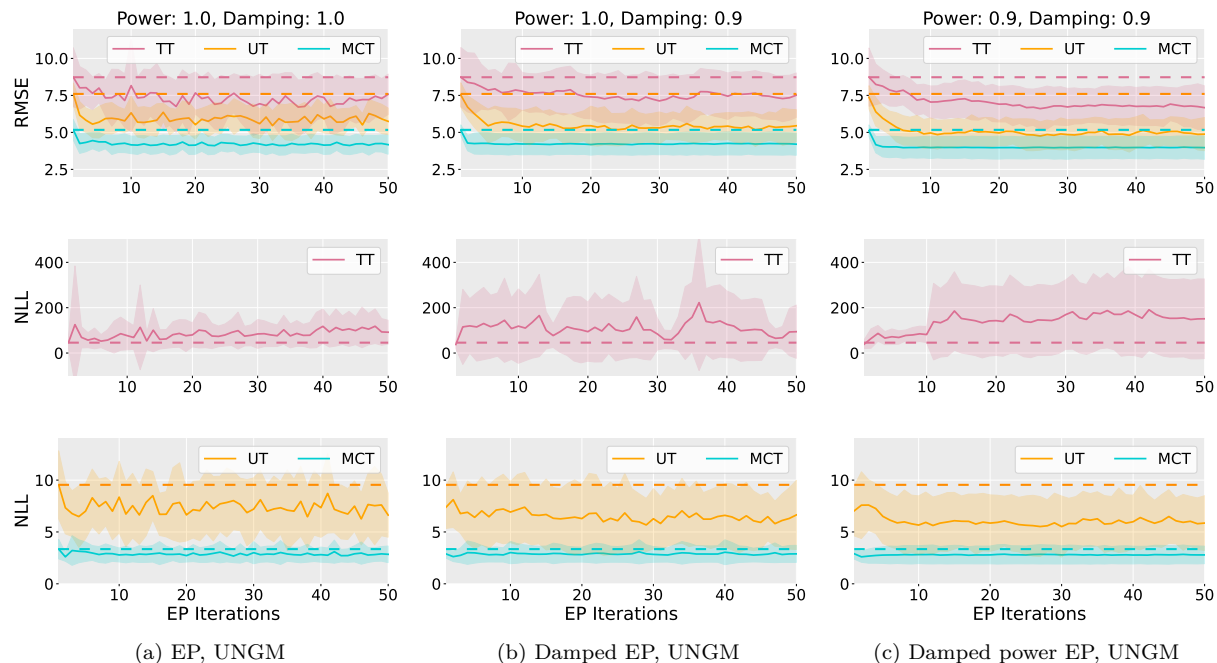 Power: 1.0, Damping: 1.0
Power: 1.0, Damping: 0.9
Power: 0.9, Damping: 0.9
RMSE
10.0
7.5
5.0
2.5
TT UT MCT
10 20 30 40 50
TT UT MCT
10.0
7.5
5.0
2.5
10 20 30 40 50
TT UT MCT
10.0
7.5
5.0
2.5
10 20 30 40 50
NLL
400
200
0
TT
10 20 30 40 50
400
200
0
TT
10 20 30 40 50
400
200
0
TT
10 20 30 40 50
NLL
10
5
0
UT MCT
10 20 30 40 50
EP Iterations
10
5
0
UT MCT
10 20 30 40 50
EP Iterations
10
5
0
UT MCT
10 20 30 40 50
EP Iterations
(a) EP, UNGM
(b) Damped EP, UNGM
(c) Damped power EP, UNGM